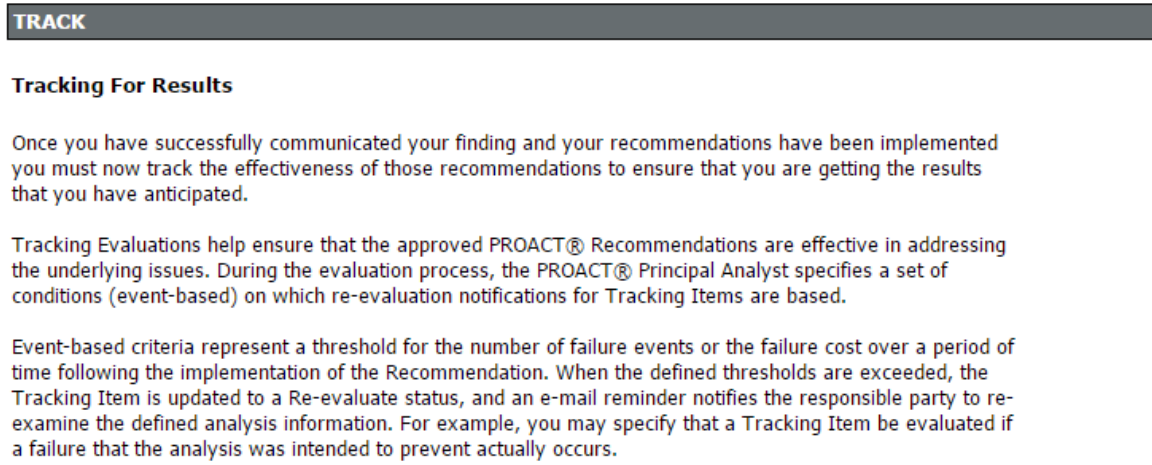 TRACK
Tracking For Results
Once you have successfully communicated your finding and your recommendations have been implemented
you must now track the effectiveness of those recommendations to ensure that you are getting the results
that you have anticipated.
Tracking Evaluations help ensure that the approved PROACT® Recommendations are effective in addressing
the underlying issues. During the evaluation process, the PROACT® Principal Analyst specifies a set of
conditions (event-based) on which re-evaluation notifications for Tracking Items are based.
Event-based criteria represent a threshold for the number of failure events or the failure cost over a period of
time following the implementation of the Recommendation. When the defined thresholds are exceeded, the
Tracking Item is updated to a Re-evaluate status, and an e-mail reminder notifies the responsible party to re-
examine the defined analysis information. For example, you may specify that a Tracking Item be evaluated if
a failure that the analysis was intended to prevent actually occurs.